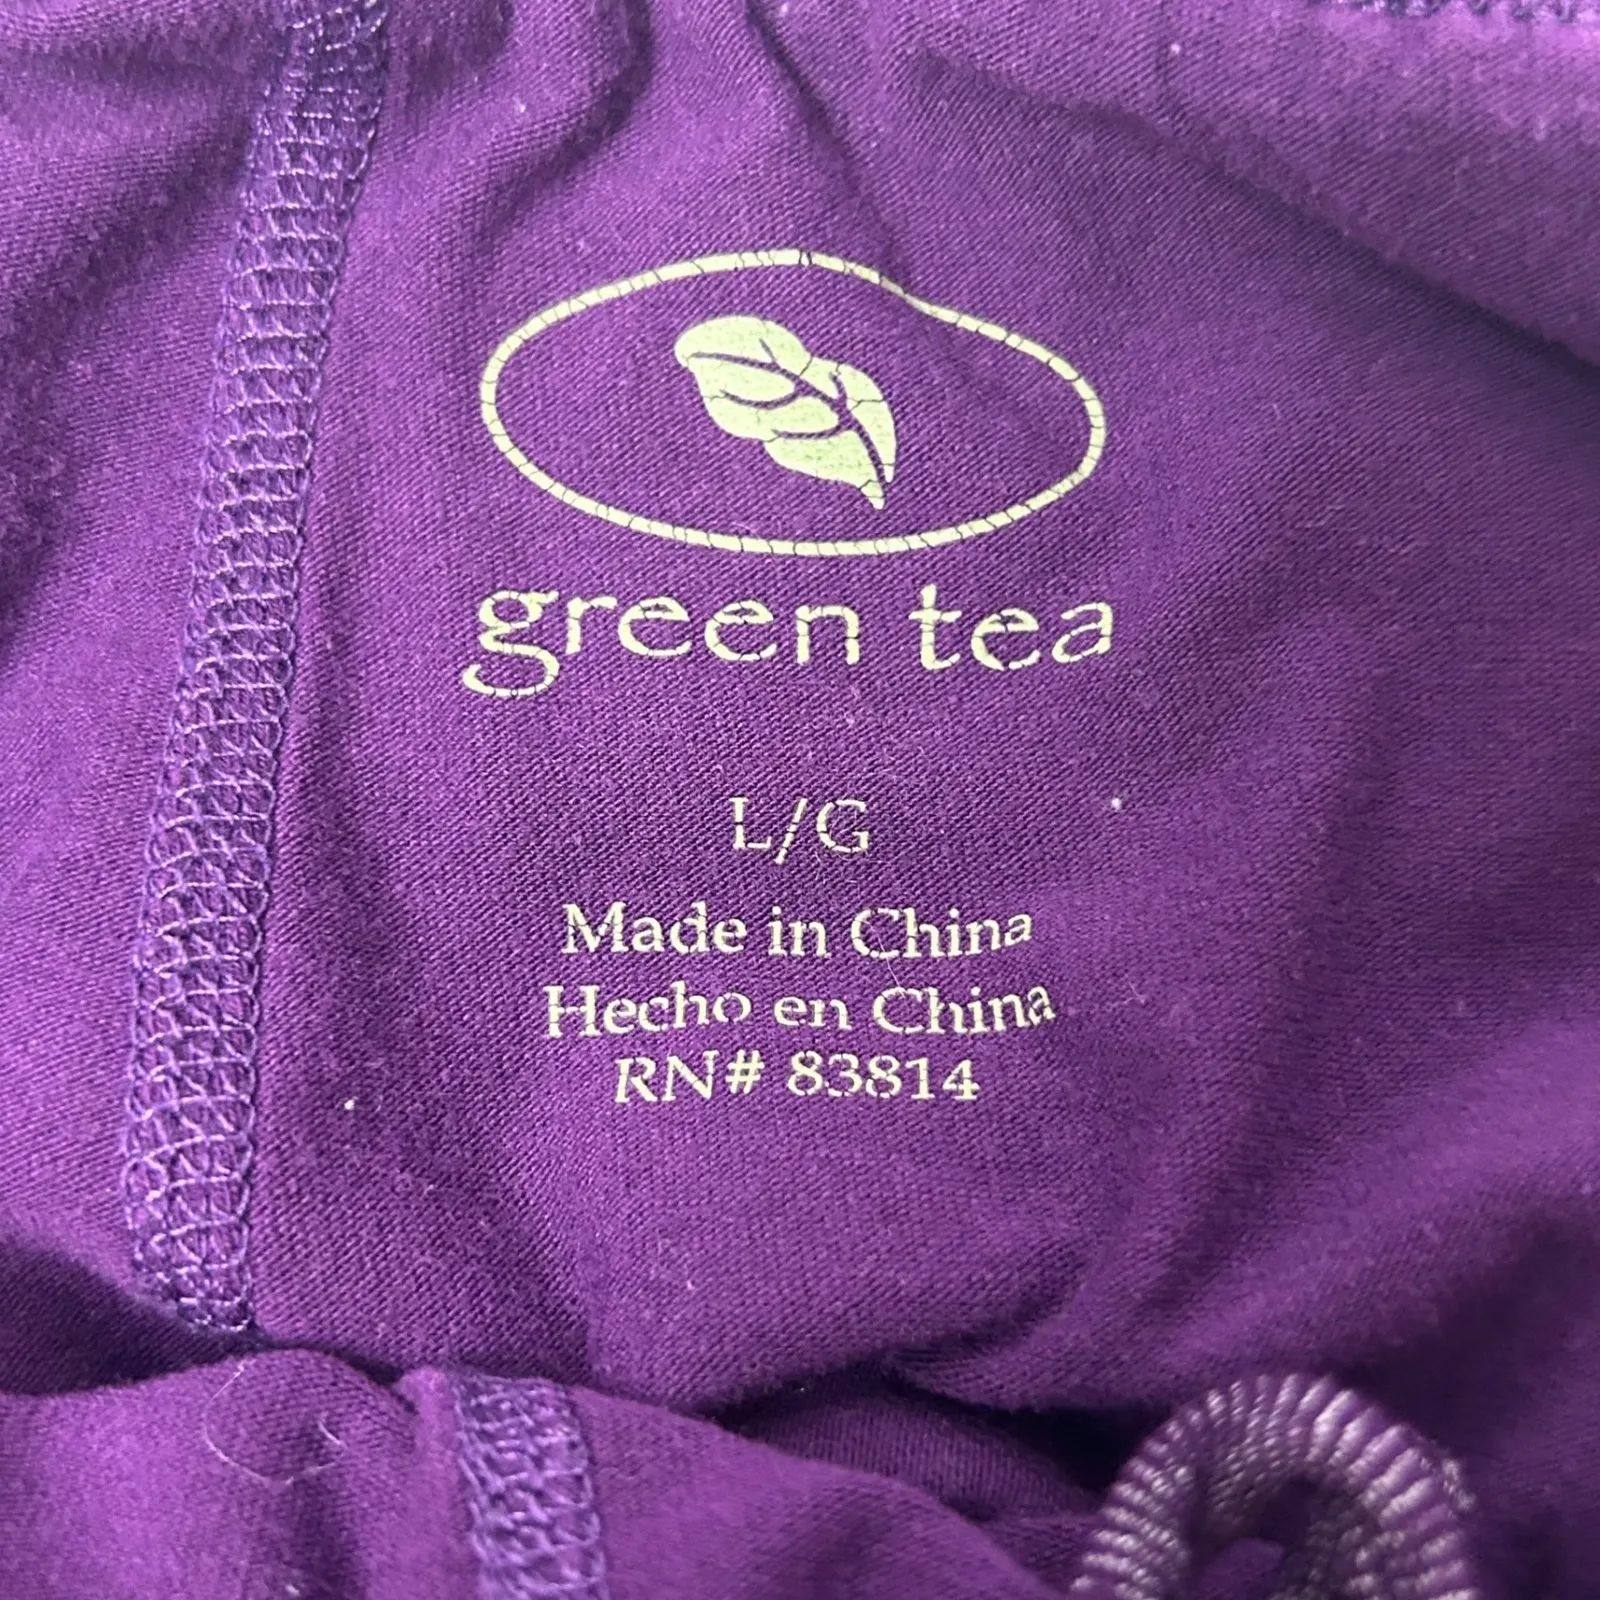 green tea
L/G
Made in China
Hecho en China
RN# 83814